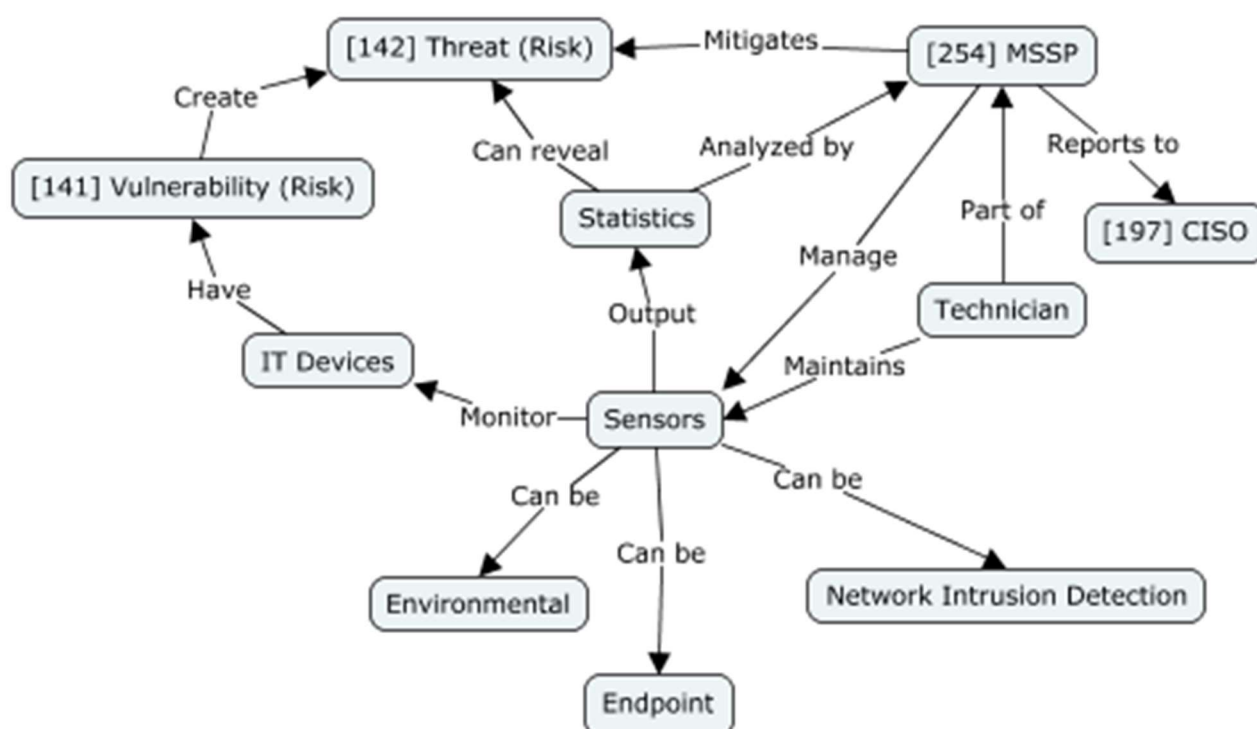 [142] Threat (Risk)
Mitigates
[254] MSSP
Create
Can reveal
Analyzed by
Reports to
[141] Vulnerability (Risk)
Statistics
Part of
[197] CISO
Manage
Have
Output
Technician
IT Devices
Maintains
Monitor
Sensors
Can be
Can be
Can be
Environmental
Network Intrusion Detection
Endpoint